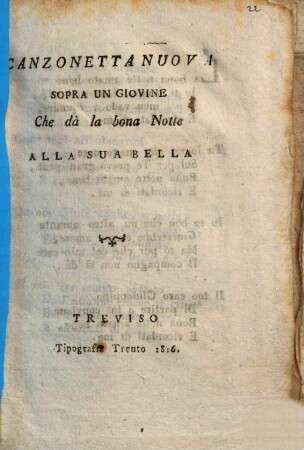 22
CANZONETTA NUOVA
SOPRA UN GIOVINE
Che dà la bona Notte
ALLA SUA BELLA
TREVISO
Tipografia Trento 1816.